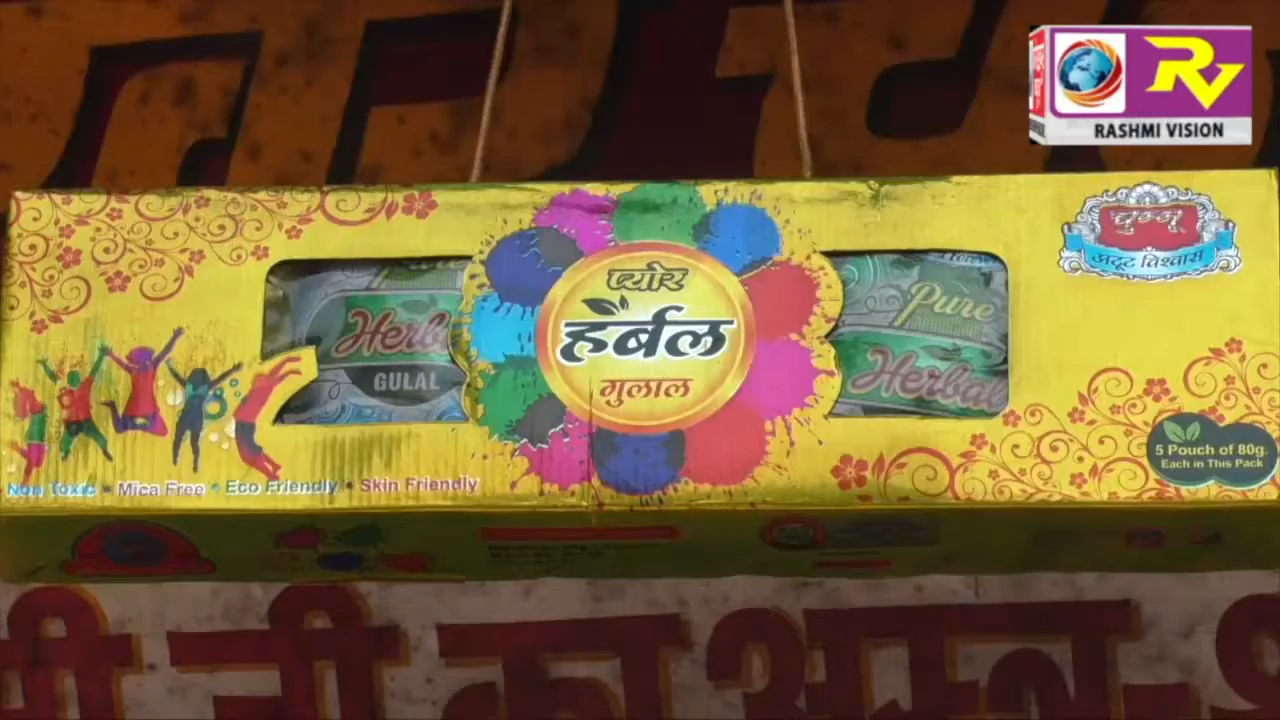 RV
RASHMI VISION
चुन्नू
अटूट विश्वास
प्योर
हर्बल
गुलाल
Herb
GULAL
Pure
Herbal
5 Pouch of 80g.
Each in This Pack
Non Toxic • Mica Free • Eco Friendly • Skin Friendly
जी का